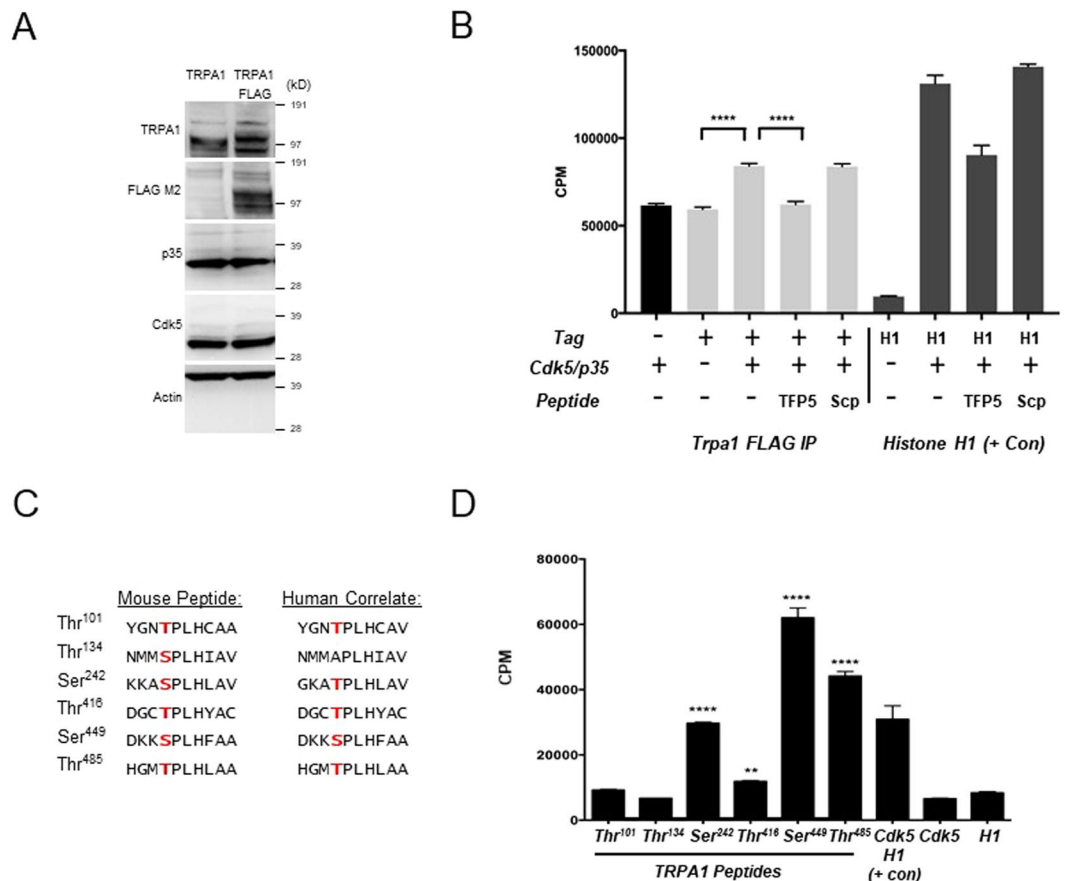 A
TRPA1 TRPA1 FLAG (kD)
TRPA1
191
97
FLAG M2
191
97
p35
39
28
Cdk5
39
28
Actin
39
28
B
CPM
150000
100000
50000
0
**** ****
Tag - + + + + H1 H1 H1 H1
Cdk5/p35 + - + + + - + + +
Peptide - - - TFP5 Scp - - TFP5 Scp
Trpa1 FLAG IP Histone H1 (+ Con)
C
Mouse Peptide: Human Correlate:
Thr101 YGNTPLHCAA YGNTPLHCAV
Thr134 NMMSPLHIAV NMMAPLHIAV
Ser242 KKASPLHLAV GKATPLHLAV
Thr416 DGCTPLHYAC DGCTPLHYAC
Ser449 DKKSPLHFAA DKKSPLHFAA
Thr485 HGMTPLHLAA HGMTPLHLAA
D
CPM
80000
60000
40000
20000
0
**** ** **** ****
Thr101 Thr134 Ser242 Thr416 Ser449 Thr485 Cdk5 Cdk5 H1
H1
(+ con)
TRPA1 Peptides